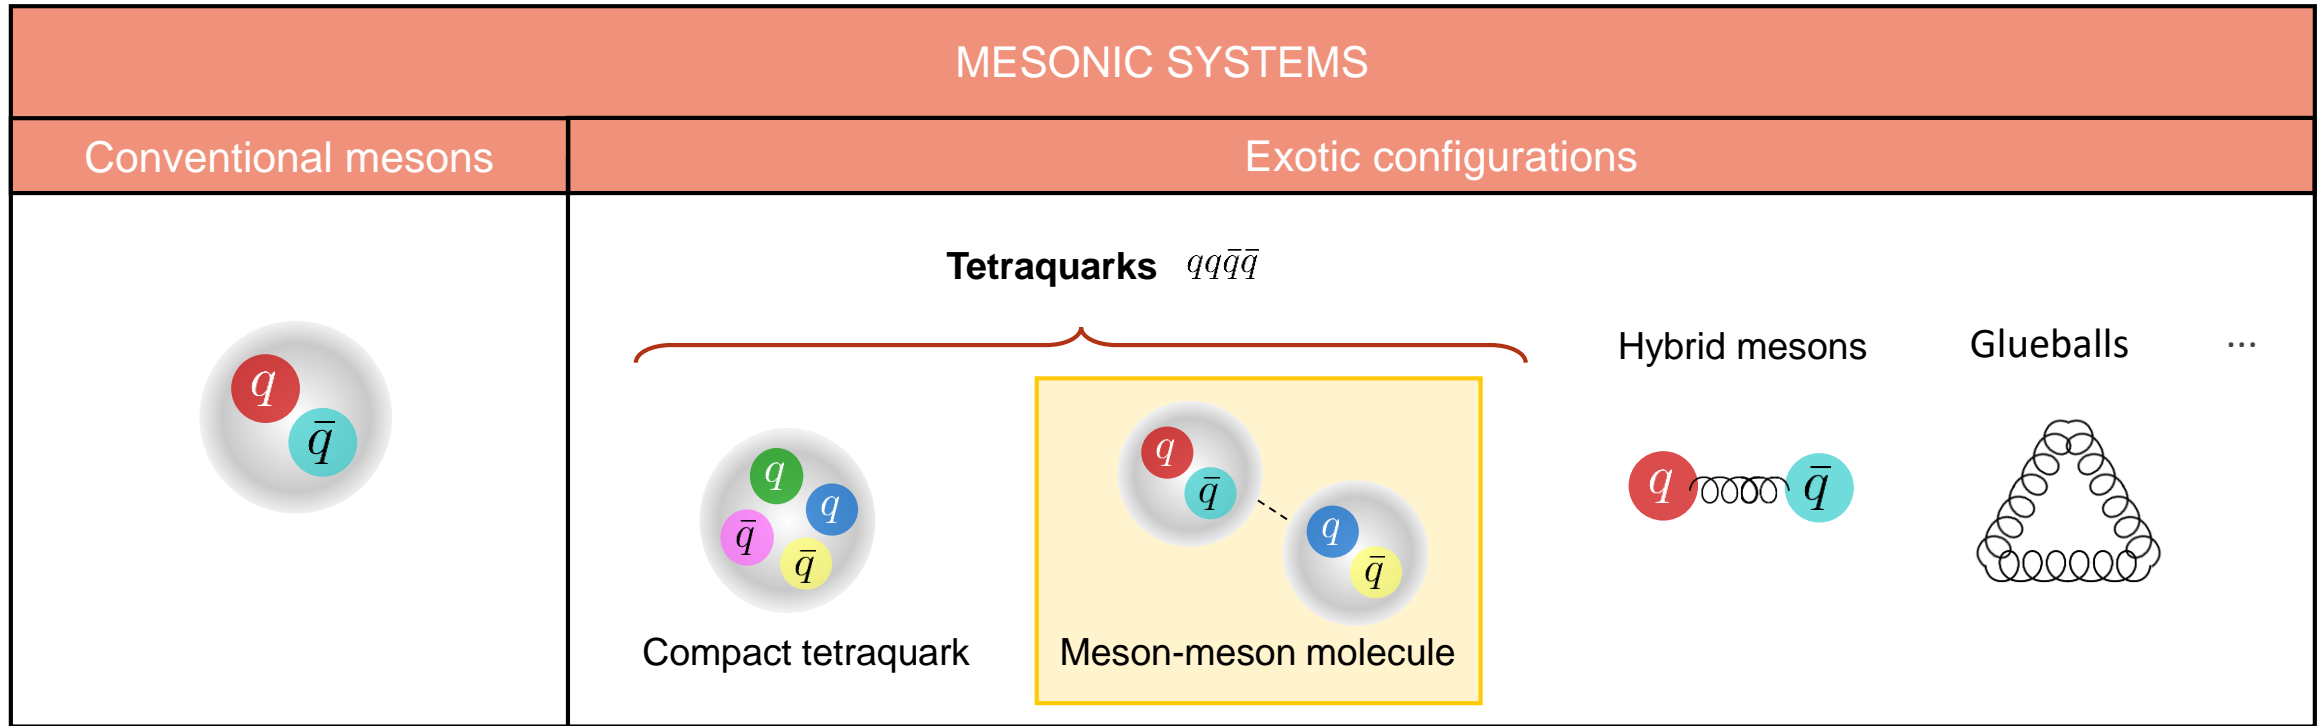 MESONIC SYSTEMS
Conventional mesons
Exotic configurations
Tetraquarks qqq̄q̄
Hybrid mesons
Glueballs
...
q
q̄
q
q
q̄
q̄
q
q̄
q
q̄
q
q̄
Compact tetraquark
Meson-meson molecule